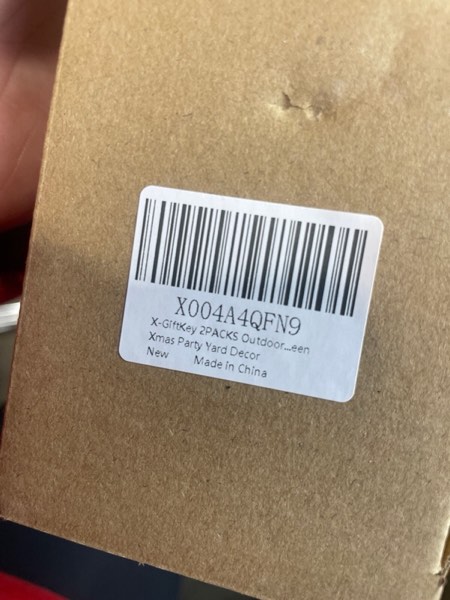 X004A4QFN9
X-GiftKey 2PACKS Outdoor...een
Xmas Party Yard Decor
New Made in China